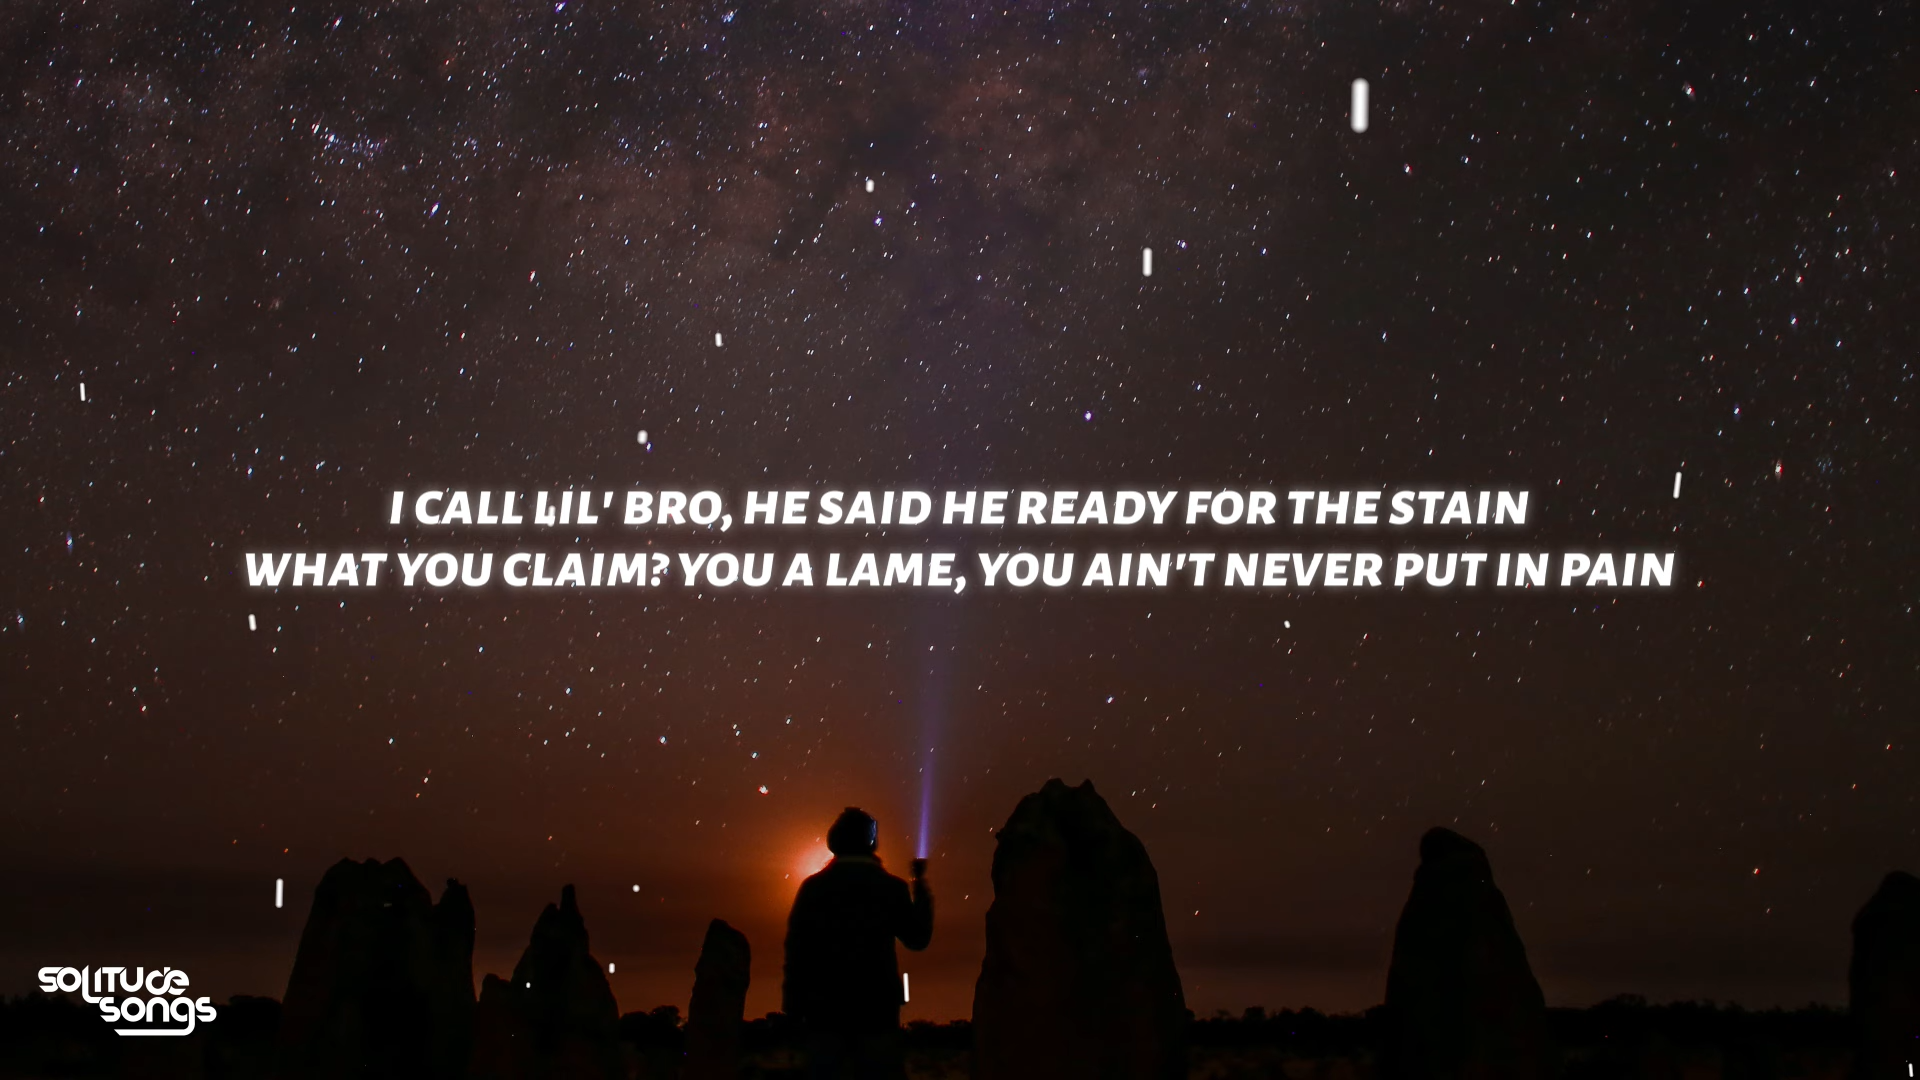 I CALL LIL' BRO, HE SAID HE READY FOR THE STAIN
WHAT YOU CLAIM? YOU A LAME, YOU AIN'T NEVER PUT IN PAIN
SOLITUDE
SONGS